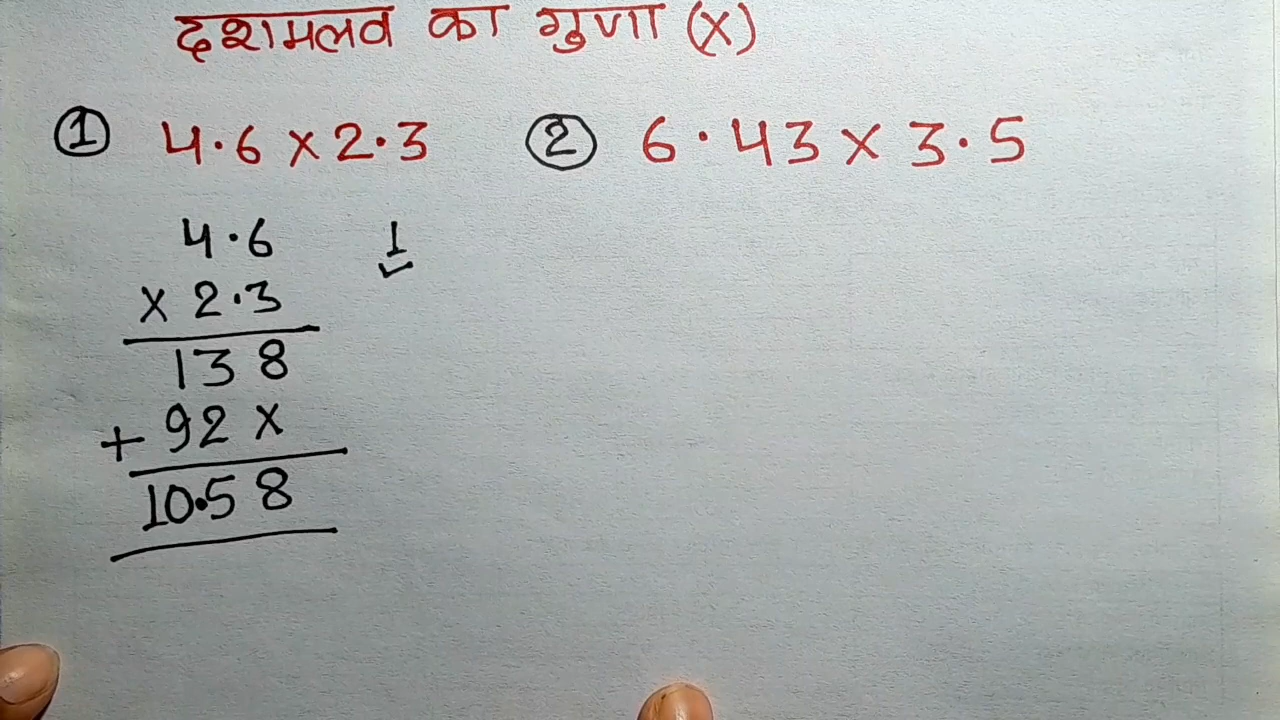 दशमलव का गुणा (×)
① 4.6 × 2.3
② 6.43 × 3.5
4.6
× 2.3
138
+ 92 ×
10.58
1